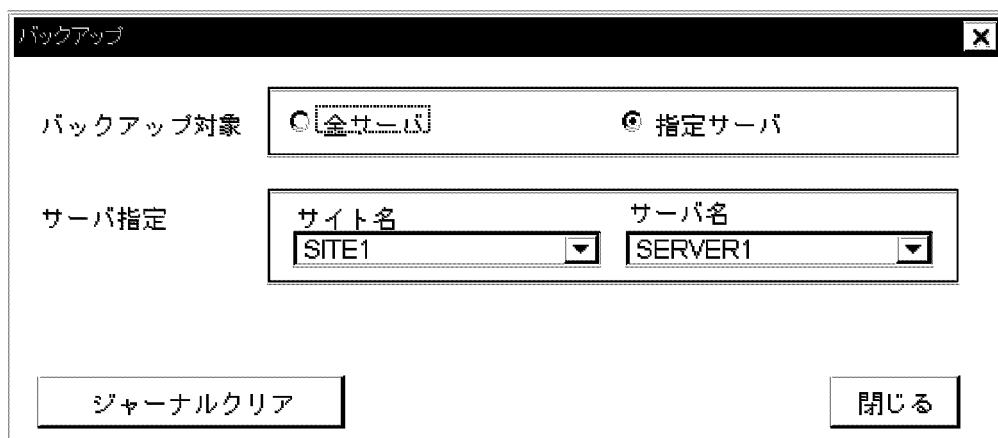 バックアップ
バックアップ対象 全サーバ 指定サーバ
サーバ指定 サイト名 サーバ名
SITE1 SERVER1
ジャーナルクリア 閉じる